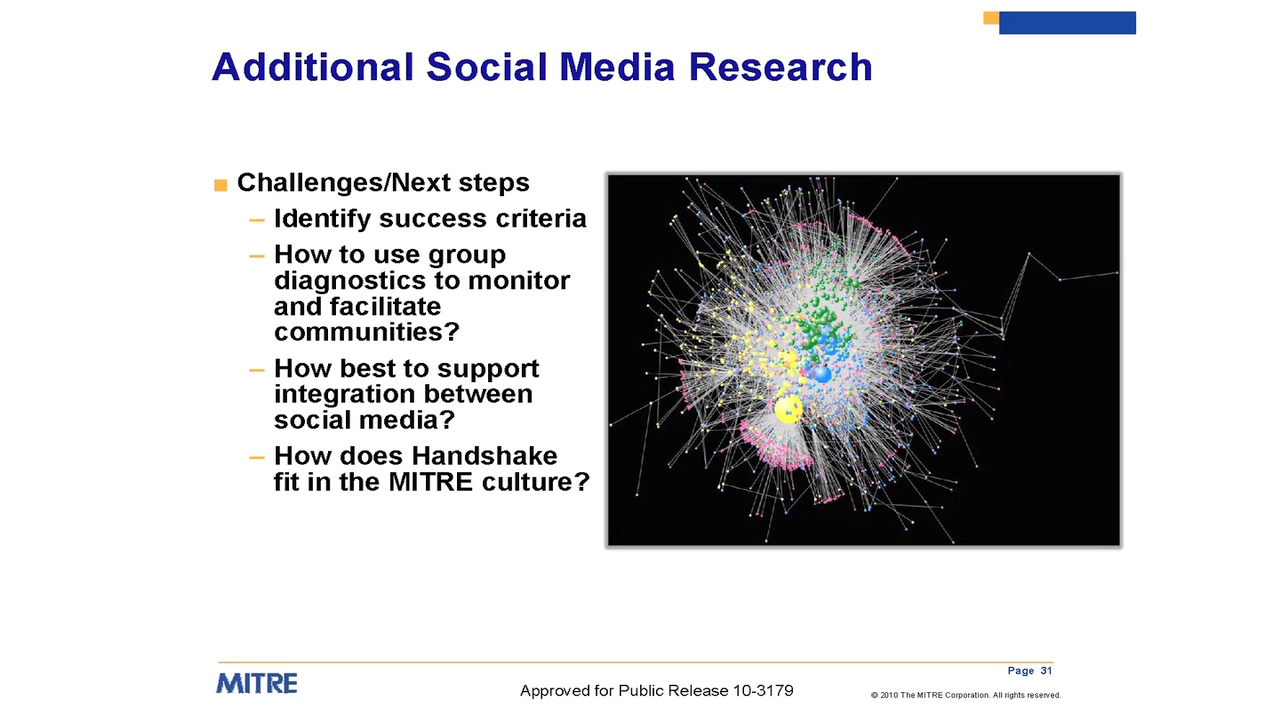 Additional Social Media Research
■ Challenges/Next steps
– Identify success criteria
– How to use group
diagnostics to monitor
and facilitate
communities?
– How best to support
integration between
social media?
– How does Handshake
fit in the MITRE culture?
Page 31
MITRE
Approved for Public Release 10-3179
© 2010 The MITRE Corporation. All rights reserved.